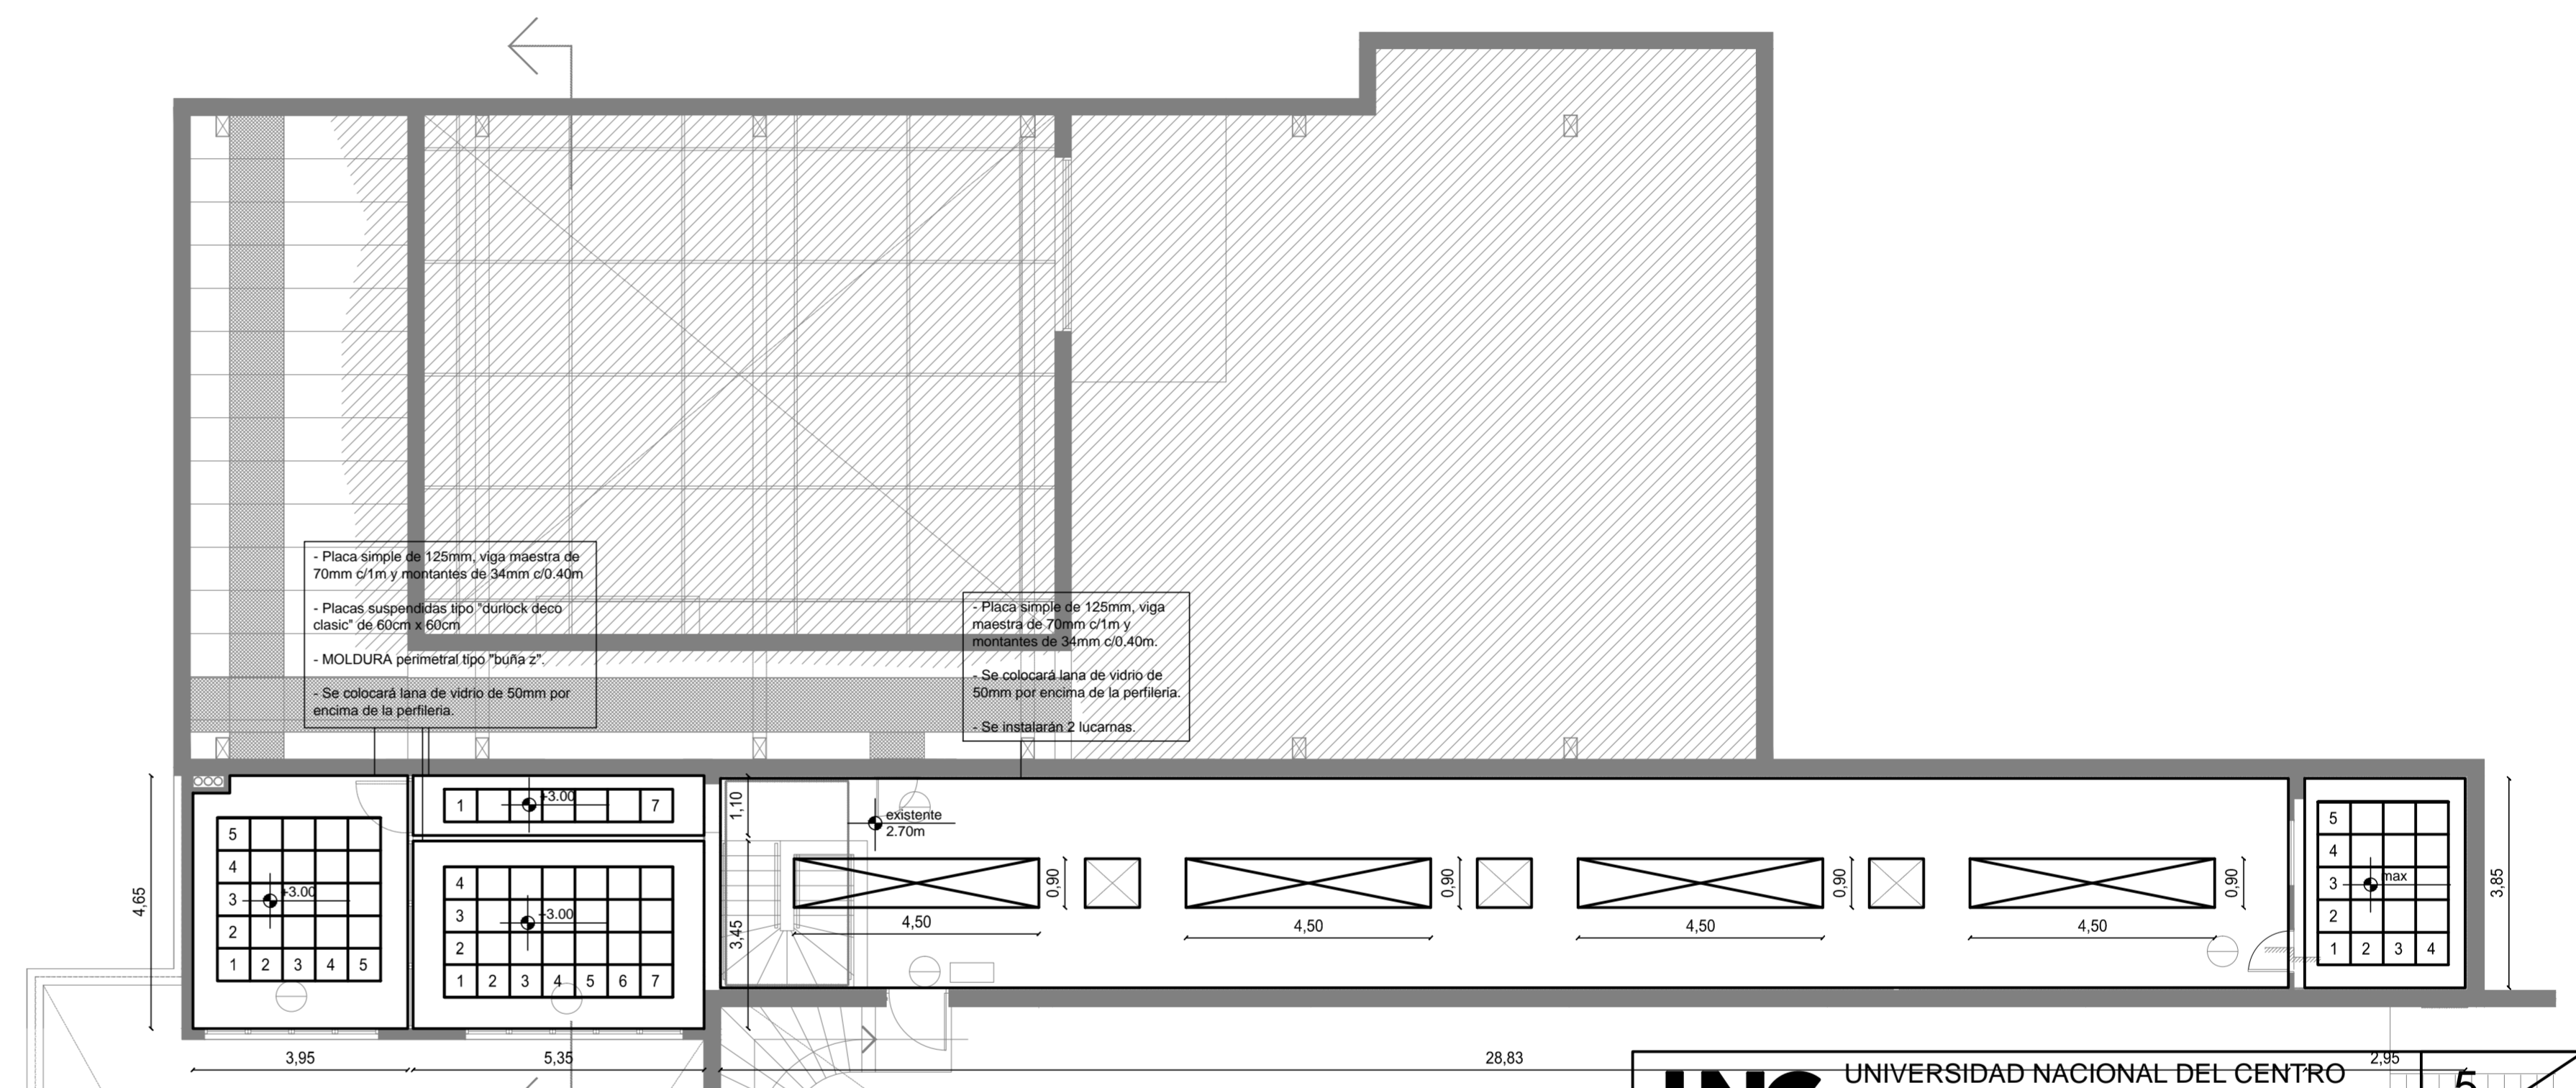 - Placa simple de 125mm, viga maestra de
70mm c/1m y montantes de 34mm c/0.40m
- Placas suspendidas tipo "durlock deco
clasic" de 60cm x 60cm
- MOLDURA perimetral tipo "buña z".
- Se colocará lana de vidrio de 50mm por
encima de la perfileria.
- Placa simple de 125mm, viga
maestra de 70mm c/1m y
montantes de 34mm c/0.40m.
- Se colocará lana de vidrio de
50mm por encima de la perfileria.
- Se instalarán 2 lucarnas.
4,65
5
4
3
2
1 2 3 4 5
+3.00
1 7
+3.00
4
3
2
1 2 3 4 5 6 7
+3.00
1,10
3,45
existente
2.70m
0,90
4,50
0,90
4,50
0,90
4,50
0,90
4,50
5
4
3
2
1 2 3 4
max
3,85
3,95
5,35
28,83
2,95
UNIVERSIDAD NACIONAL DEL CENTRO